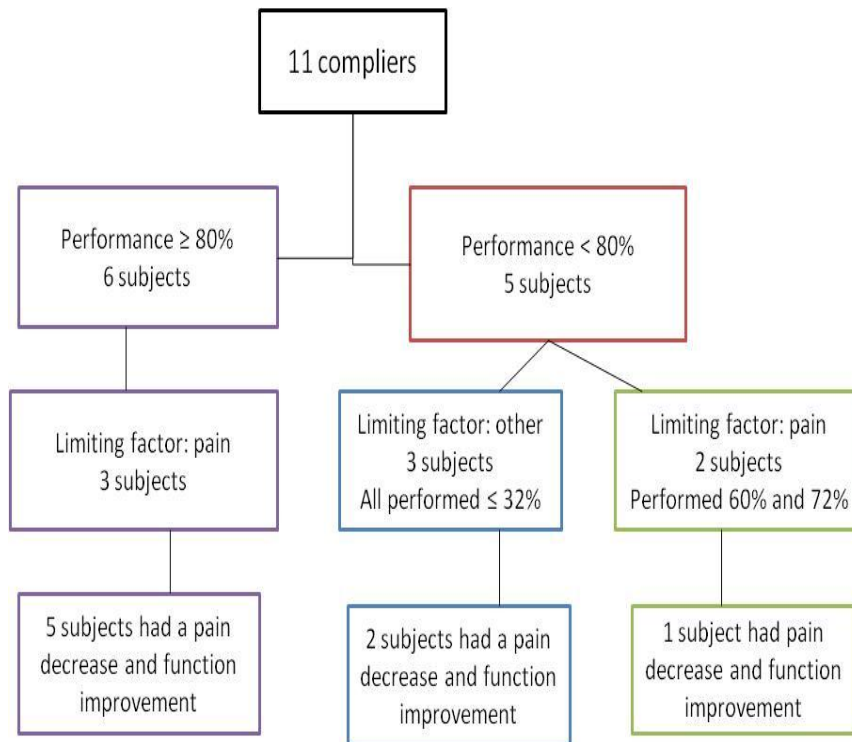 11 compliers
Performance ≥ 80%
6 subjects
Performance < 80%
5 subjects
Limiting factor: pain
3 subjects
Limiting factor: other
3 subjects
All performed ≤ 32%
Limiting factor: pain
2 subjects
Performed 60% and 72%
5 subjects had a pain
decrease and function
improvement
2 subjects had a pain
decrease and function
improvement
1 subject had pain
decrease and function
improvement